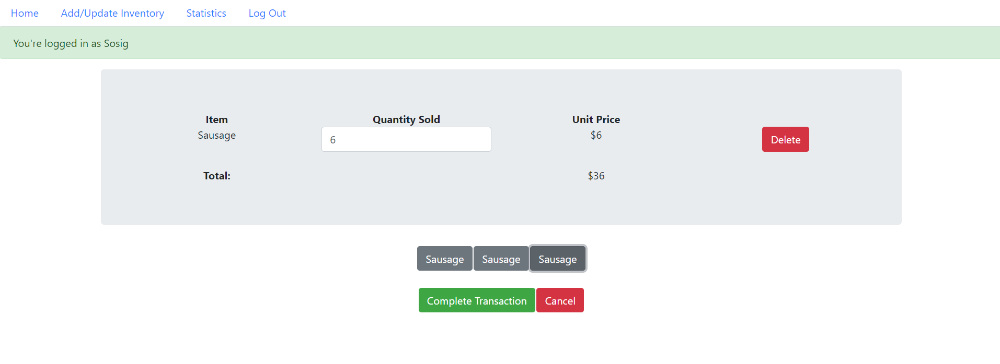 Home Add/Update Inventory Statistics Log Out
You're logged in as Sosig
Item Quantity Sold Unit Price
Sausage 6 $6 Delete
Total: $36
Sausage Sausage Sausage
Complete Transaction Cancel